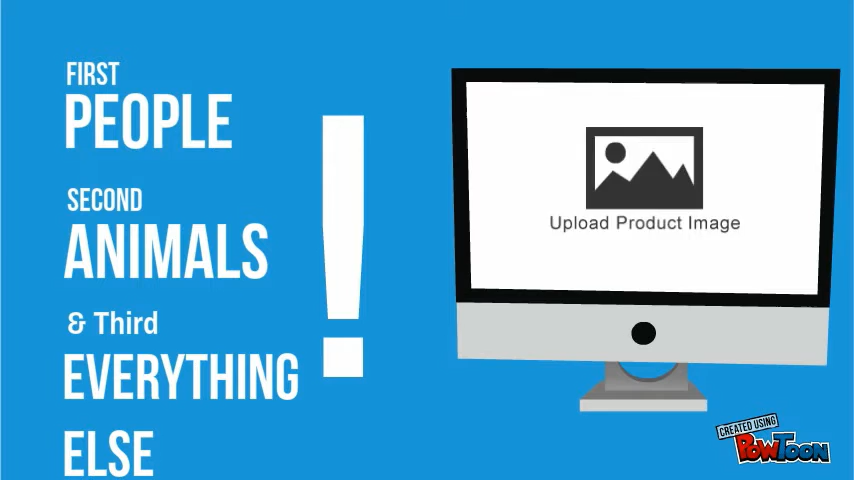 FIRST
PEOPLE
SECOND
ANIMALS
& Third
EVERYTHING
ELSE
!
Upload Product Image
CREATED USING
POWTOON